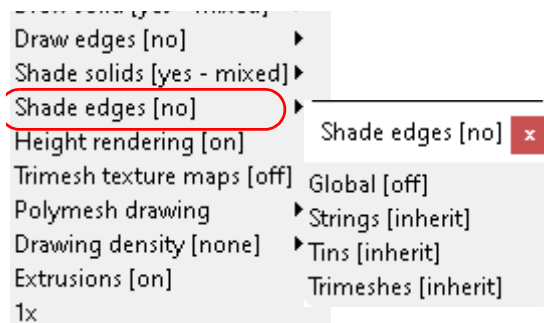 Draw edges [no]
Shade solids [yes - mixed]
Shade edges [no]
Height rendering [on]
Trimesh texture maps [off]
Polymesh drawing
Drawing density [none]
Extrusions [on]
1x
Shade edges [no] x
Global [off]
Strings [inherit]
Tins [inherit]
Trimeshes [inherit]